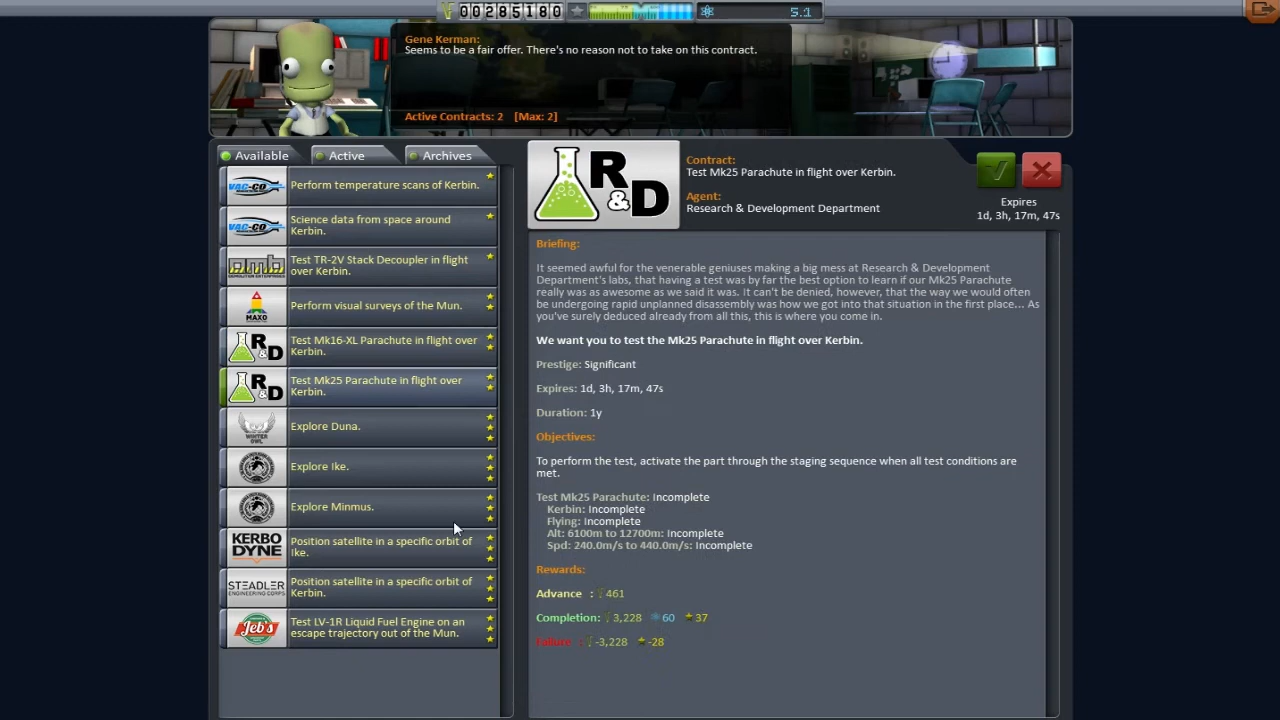 00285180
5.1
Gene Kerman:
Seems to be a fair offer. There's no reason not to take on this contract.
Active Contracts: 2 [Max: 2]
Available
Active
Archives
VAC-CO
Perform temperature scans of Kerbin.
VAC-CO
Science data from space around
Kerbin.
Test TR-2V Stack Decoupler in flight
over Kerbin.
MAXO
Perform visual surveys of the Mun.
R&D
Test Mk16-XL Parachute in flight over
Kerbin.
R&D
Test Mk25 Parachute in flight over
Kerbin.
WINTER
OWL
Explore Duna.
Explore Ike.
Explore Minmus.
KERBO
DYNE
Position satellite in a specific orbit of
Ike.
STEADLER
ENGINEERING CORPS
Position satellite in a specific orbit of
Kerbin.
Jeb's
Test LV-1R Liquid Fuel Engine on an
escape trajectory out of the Mun.
R&D
Contract:
Test Mk25 Parachute in flight over Kerbin.
Agent:
Research & Development Department
Expires
1d, 3h, 17m, 47s
Briefing:
It seemed awful for the venerable geniuses making a big mess at Research & Development
Department's labs, that having a test was by far the best option to learn if our Mk25 Parachute
really was as awesome as we said it was. It can't be denied, however, that the way we would often
be undergoing rapid unplanned disassembly was how we got into that situation in the first place... As
you've surely deduced already from all this, this is where you come in.
We want you to test the Mk25 Parachute in flight over Kerbin.
Prestige: Significant
Expires: 1d, 3h, 17m, 47s
Duration: 1y
Objectives:
To perform the test, activate the part through the staging sequence when all test conditions are
met.
Test Mk25 Parachute: Incomplete
Kerbin: Incomplete
Flying: Incomplete
Alt: 6100m to 12700m: Incomplete
Spd: 240.0m/s to 440.0m/s: Incomplete
Rewards:
Advance : 461
Completion: 3,228 60 37
Failure : -3,228 -28